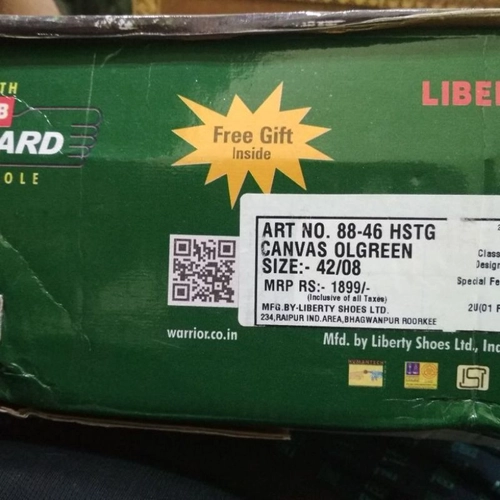 TH
LIBER
B
ARD
OLE
Free Gift
Inside
ART NO. 88-46 HSTG
CANVAS OLGREEN
SIZE:- 42/08
MRP RS:- 1899/-
(Inclusive of all Taxes)
MFG.BY-LIBERTY SHOES LTD.
234,RAIPUR IND.AREA,BHAGWANPUR ROORKEE
Class
Design
Special Fe
warrior.co.in
Mfd. by Liberty Shoes Ltd., Ind